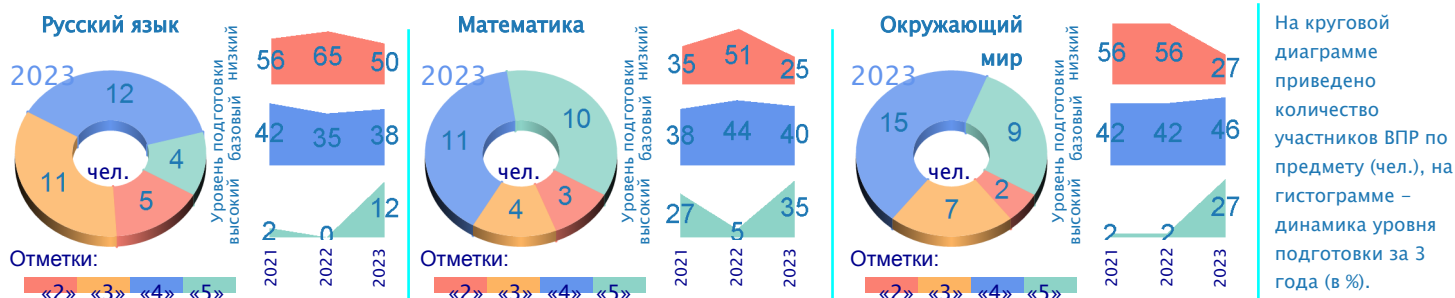 Русский язык
2023
12
4
5
11
чел.
Отметки:
«2» «3» «4» «5»
Уровень подготовки
высокий базовый низкий
56 65 50
42 35 38
2 0 12
2021 2022 2023
Математика
2023
11
10
3
4
чел.
Отметки:
«2» «3» «4» «5»
Уровень подготовки
высокий базовый низкий
35 51 25
38 44 40
27 5 35
2021 2022 2023
Окружающий
мир
2023
15
9
2
7
чел.
Отметки:
«2» «3» «4» «5»
Уровень подготовки
высокий базовый низкий
56 56 27
42 42 46
2 2 27
2021 2022 2023
На круговой
диаграмме
приведено
количество
участников ВПР по
предмету (чел.), на
гистограмме –
динамика уровня
подготовки за 3
года (в %).